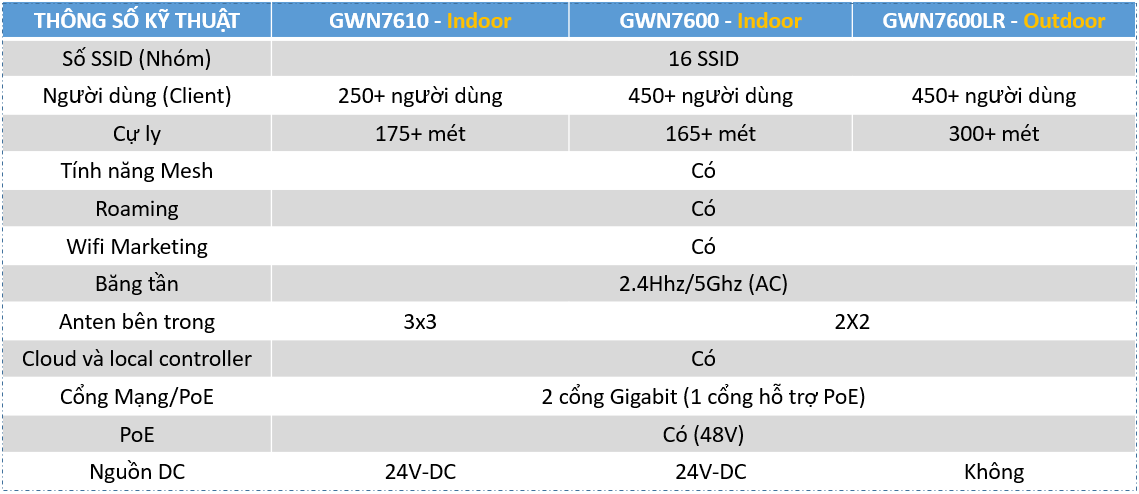 THÔNG SỐ KỸ THUẬT GWN7610 - Indoor GWN7600 - Indoor GWN7600LR - Outdoor
Số SSID (Nhóm) 16 SSID
Người dùng (Client) 250+ người dùng 450+ người dùng 450+ người dùng
Cự ly 175+ mét 165+ mét 300+ mét
Tính năng Mesh Có
Roaming Có
Wifi Marketing Có
Băng tần 2.4Hhz/5Ghz (AC)
Anten bên trong 3x3 2X2
Cloud và local controller Có
Cổng Mạng/PoE 2 cổng Gigabit (1 cổng hỗ trợ PoE)
PoE Có (48V)
Nguồn DC 24V-DC 24V-DC Không